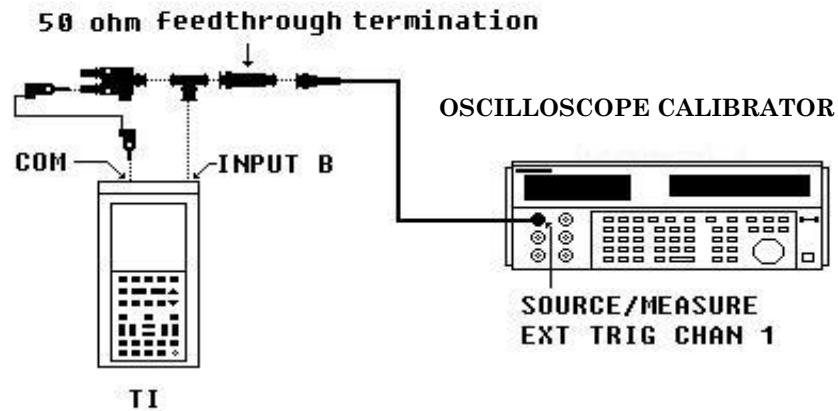 50 ohm feedthrough termination
OSCILLOSCOPE CALIBRATOR
COM
INPUT B
SOURCE/MEASURE
EXT TRIG CHAN 1
TI